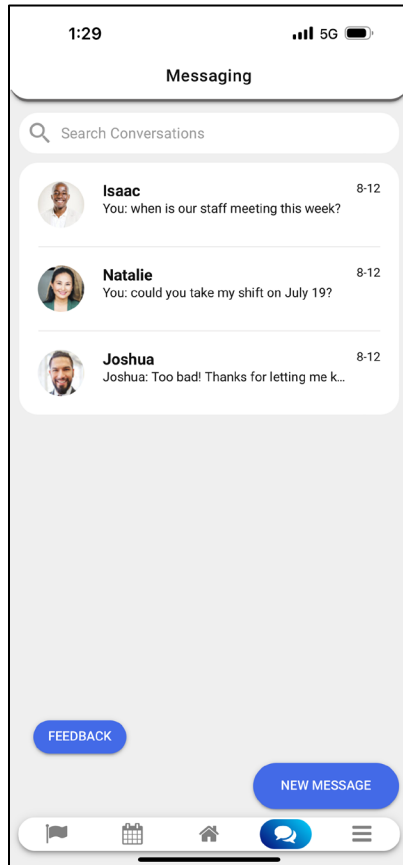 1:29
5G
Messaging
Search Conversations
Isaac
8-12
You: when is our staff meeting this week?
Natalie
8-12
You: could you take my shift on July 19?
Joshua
8-12
Joshua: Too bad! Thanks for letting me k...
FEEDBACK
NEW MESSAGE